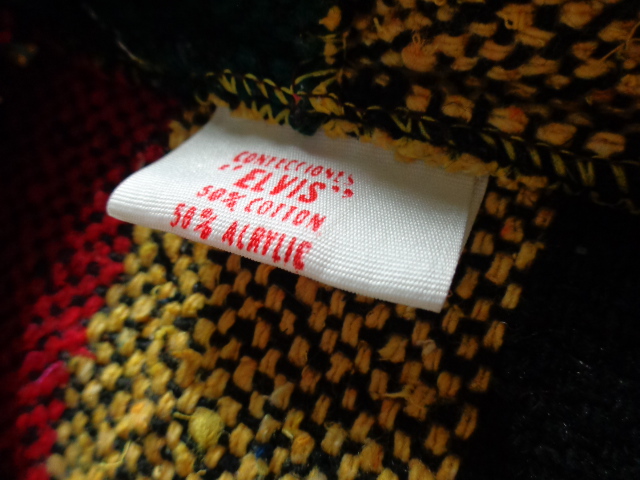 CONFECCIONES
"ELVIS"
50% COTTON
50% ACRYLIC